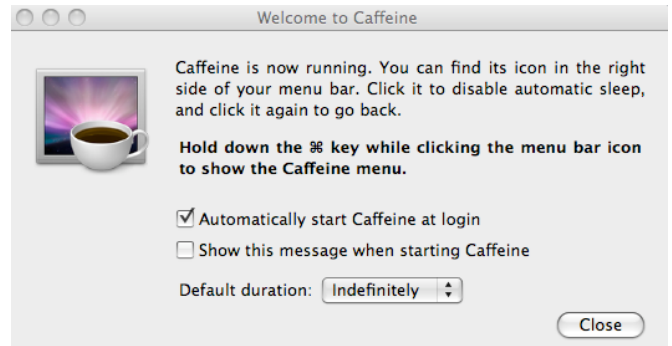 Welcome to Caffeine
Caffeine is now running. You can find its icon in the right
side of your menu bar. Click it to disable automatic sleep,
and click it again to go back.
Hold down the ⌘ key while clicking the menu bar icon
to show the Caffeine menu.
Automatically start Caffeine at login
Show this message when starting Caffeine
Default duration: Indefinitely
Close